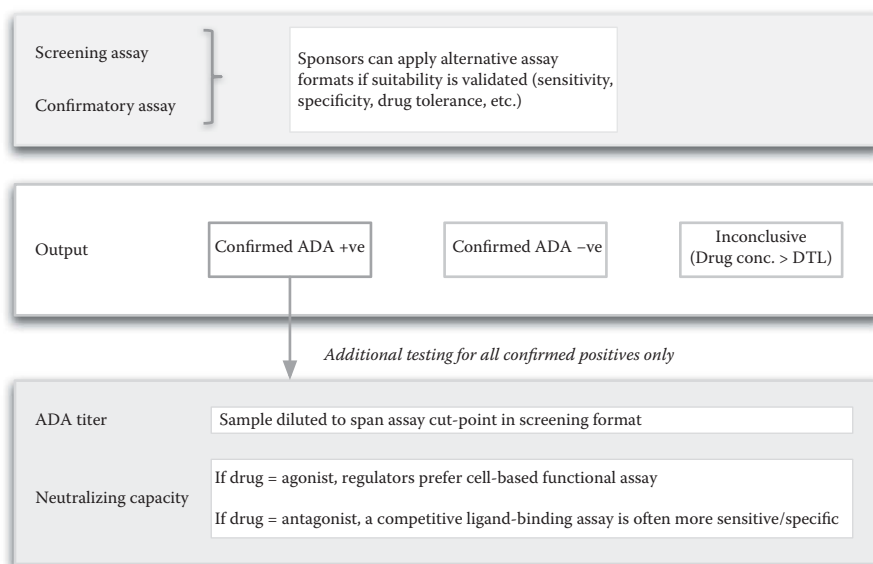 Screening assay
Confirmatory assay
Sponsors can apply alternative assay
formats if suitability is validated (sensitivity,
specificity, drug tolerance, etc.)
Output
Confirmed ADA +ve
Confirmed ADA –ve
Inconclusive
(Drug conc. > DTL)
Additional testing for all confirmed positives only
ADA titer
Sample diluted to span assay cut-point in screening format
Neutralizing capacity
If drug = agonist, regulators prefer cell-based functional assay
If drug = antagonist, a competitive ligand-binding assay is often more sensitive/specific